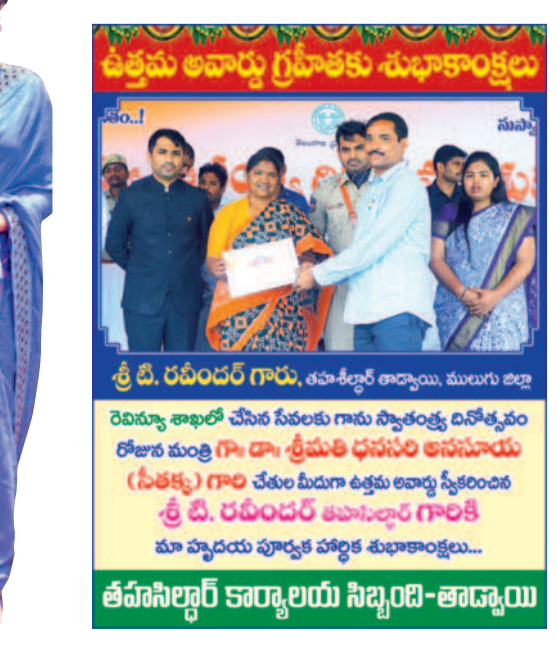 ఉత్తమ అవార్డు గ్రహీతకు శుభాకాంక్షలు
తం..!
సుస్వా
శ్రీ టి. రవీందర్ గారు, తహశీల్దార్ తాడ్వాయి, ములుగు జిల్లా
రెవిన్యూ శాఖలో చేసిన సేవలకు గాను స్వాతంత్ర్య దినోత్సవం
రోజున మంత్రి గౌ॥ డా॥ శ్రీమతి ధనసరి అనసూయ
(సీతక్క) గారి చేతుల మీదుగా ఉత్తమ అవార్డు స్వీకరించిన
శ్రీ టి. రవీందర్ తహసిల్దార్ గారికి
మా హృదయ పూర్వక హార్ధిక శుభాకాంక్షలు...
తహసిల్దార్ కార్యాలయ సిబ్బంది-తాడ్వాయి